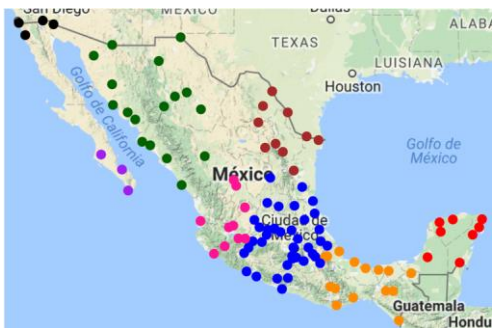 San Diego
MÉXICO
Dallas
ALABA
TEXAS
LUISIANA
Houston
Golfo de
California
Golfo de
México
México
Ciudad de
México
Guatemala
Hondu